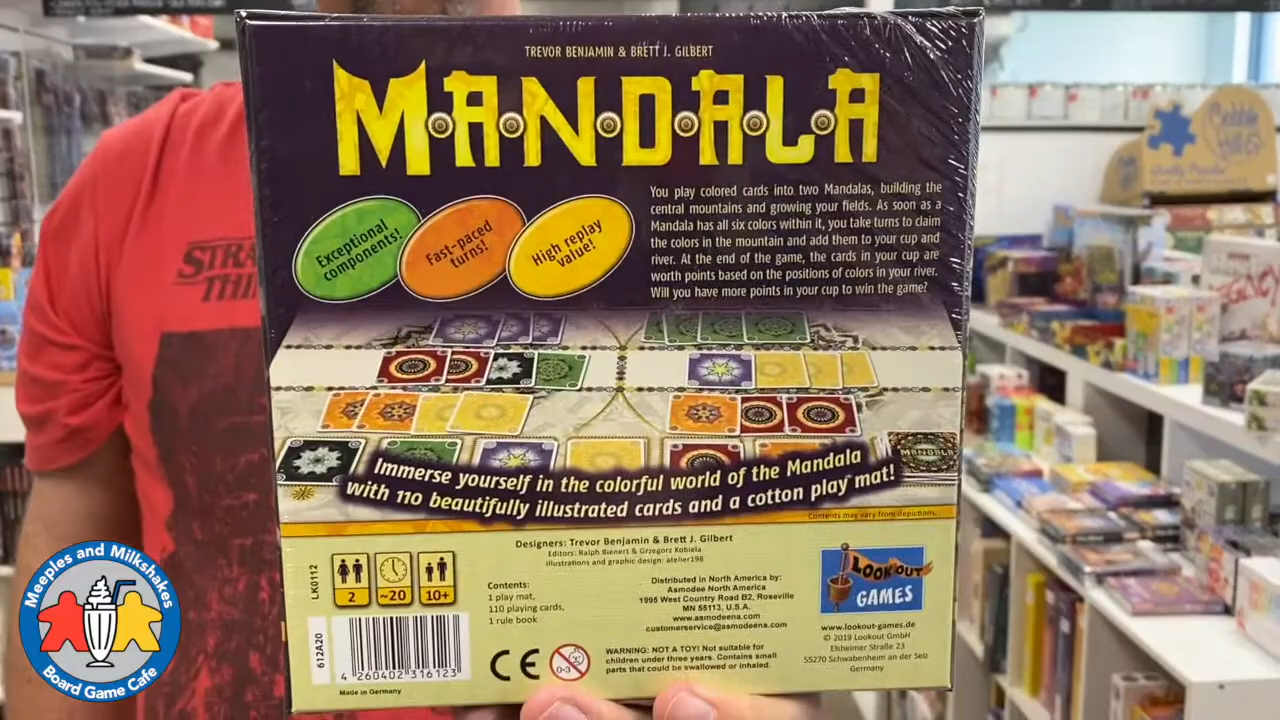 TREVOR BENJAMIN & BRETT J. GILBERT
MANDALA
Exceptional
components!
Fast-paced
turns!
High replay
value!
You play colored cards into two Mandalas, building the
central mountains and growing your fields. As soon as a
Mandala has all six colors within it, you take turns to claim
the colors in the mountain and add them to your cup and
river. At the end of the game, the cards in your cup are
worth points based on the positions of colors in your river.
Will you have more points in your cup to win the game?
STRA
THIN
MANDALA
Immerse yourself in the colorful world of the Mandala
with 110 beautifully illustrated cards and a cotton play mat!
Contents may vary from depictions.
Designers: Trevor Benjamin & Brett J. Gilbert
Editors: Ralph Bienert & Grzegorz Kobiela
Illustrations and graphic design: atelier198
LK0112
2
~20
10+
Contents:
1 play mat,
110 playing cards,
1 rule book
Distributed in North America by:
Asmodee North America
1995 West Country Road B2, Roseville
MN 55113, U.S.A.
www.asmodeena.com
customerservice@asmodeena.com
LOOKOUT
GAMES
www.lookout-games.de
© 2019 Lookout GmbH
Elsheimer Straße 23
55270 Schwabenheim an der Selz
Germany
612A20
4 260402 316123
Made in Germany
CE
0-3
WARNING: NOT A TOY! Not suitable for
children under three years. Contains small
parts that could be swallowed or inhaled.
Meeples and Milkshakes
Board Game Cafe